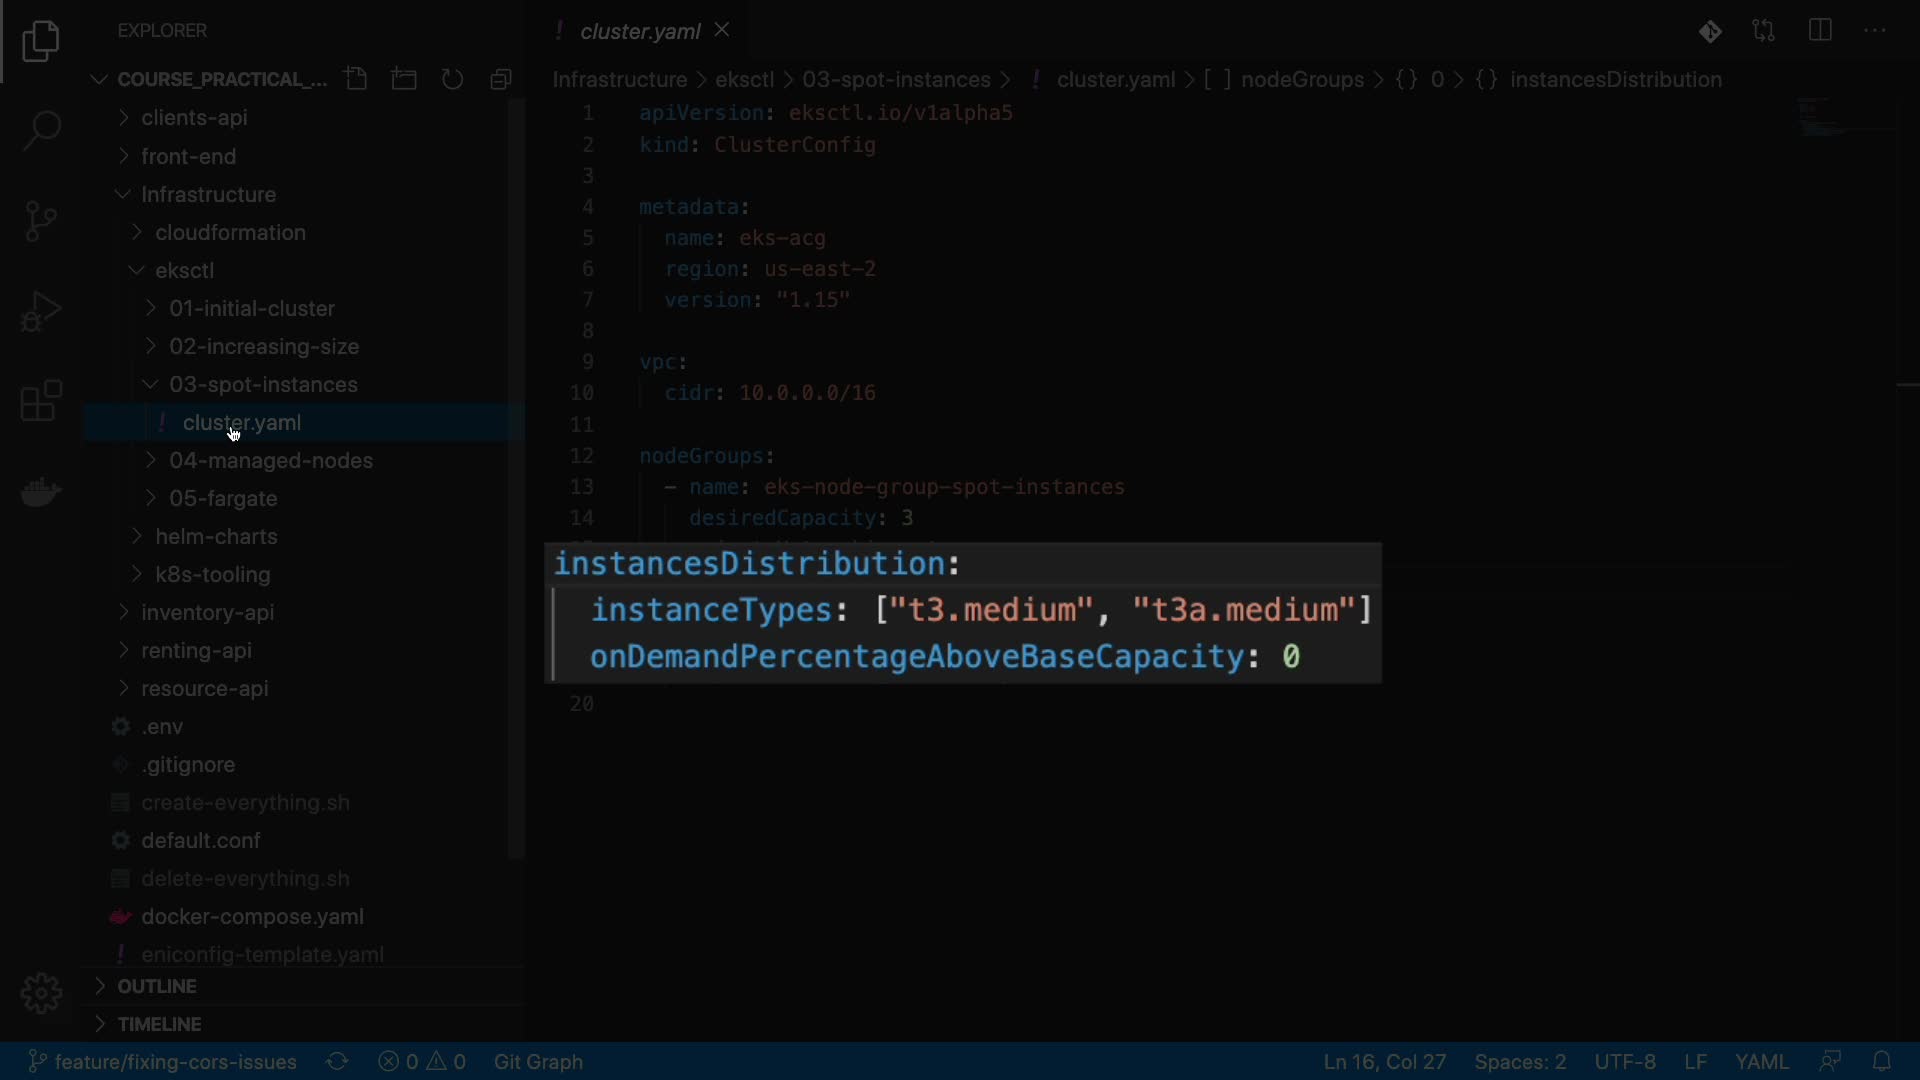 EXPLORER
COURSE_PRACTICAL_...
clients-api
front-end
Infrastructure
cloudformation
eksctl
01-initial-cluster
02-increasing-size
03-spot-instances
! cluster.yaml
04-managed-nodes
05-fargate
helm-charts
k8s-tooling
inventory-api
renting-api
resource-api
.env
.gitignore
create-everything.sh
default.conf
delete-everything.sh
docker-compose.yaml
! eniconfig-template.yaml
OUTLINE
TIMELINE
! cluster.yaml
Infrastructure > eksctl > 03-spot-instances > ! cluster.yaml > [ ] nodeGroups > {} 0 > {} instancesDistribution
1 apiVersion: eksctl.io/v1alpha5
2 kind: ClusterConfig
3
4 metadata:
5 name: eks-acg
6 region: us-east-2
7 version: "1.15"
8
9 vpc:
10 cidr: 10.0.0.0/16
11
12 nodeGroups:
13 - name: eks-node-group-spot-instances
14 desiredCapacity: 3
instancesDistribution:
instanceTypes: ["t3.medium", "t3a.medium"]
onDemandPercentageAboveBaseCapacity: 0
20
feature/fixing-cors-issues 0 0 Git Graph Ln 16, Col 27 Spaces: 2 UTF-8 LF YAML